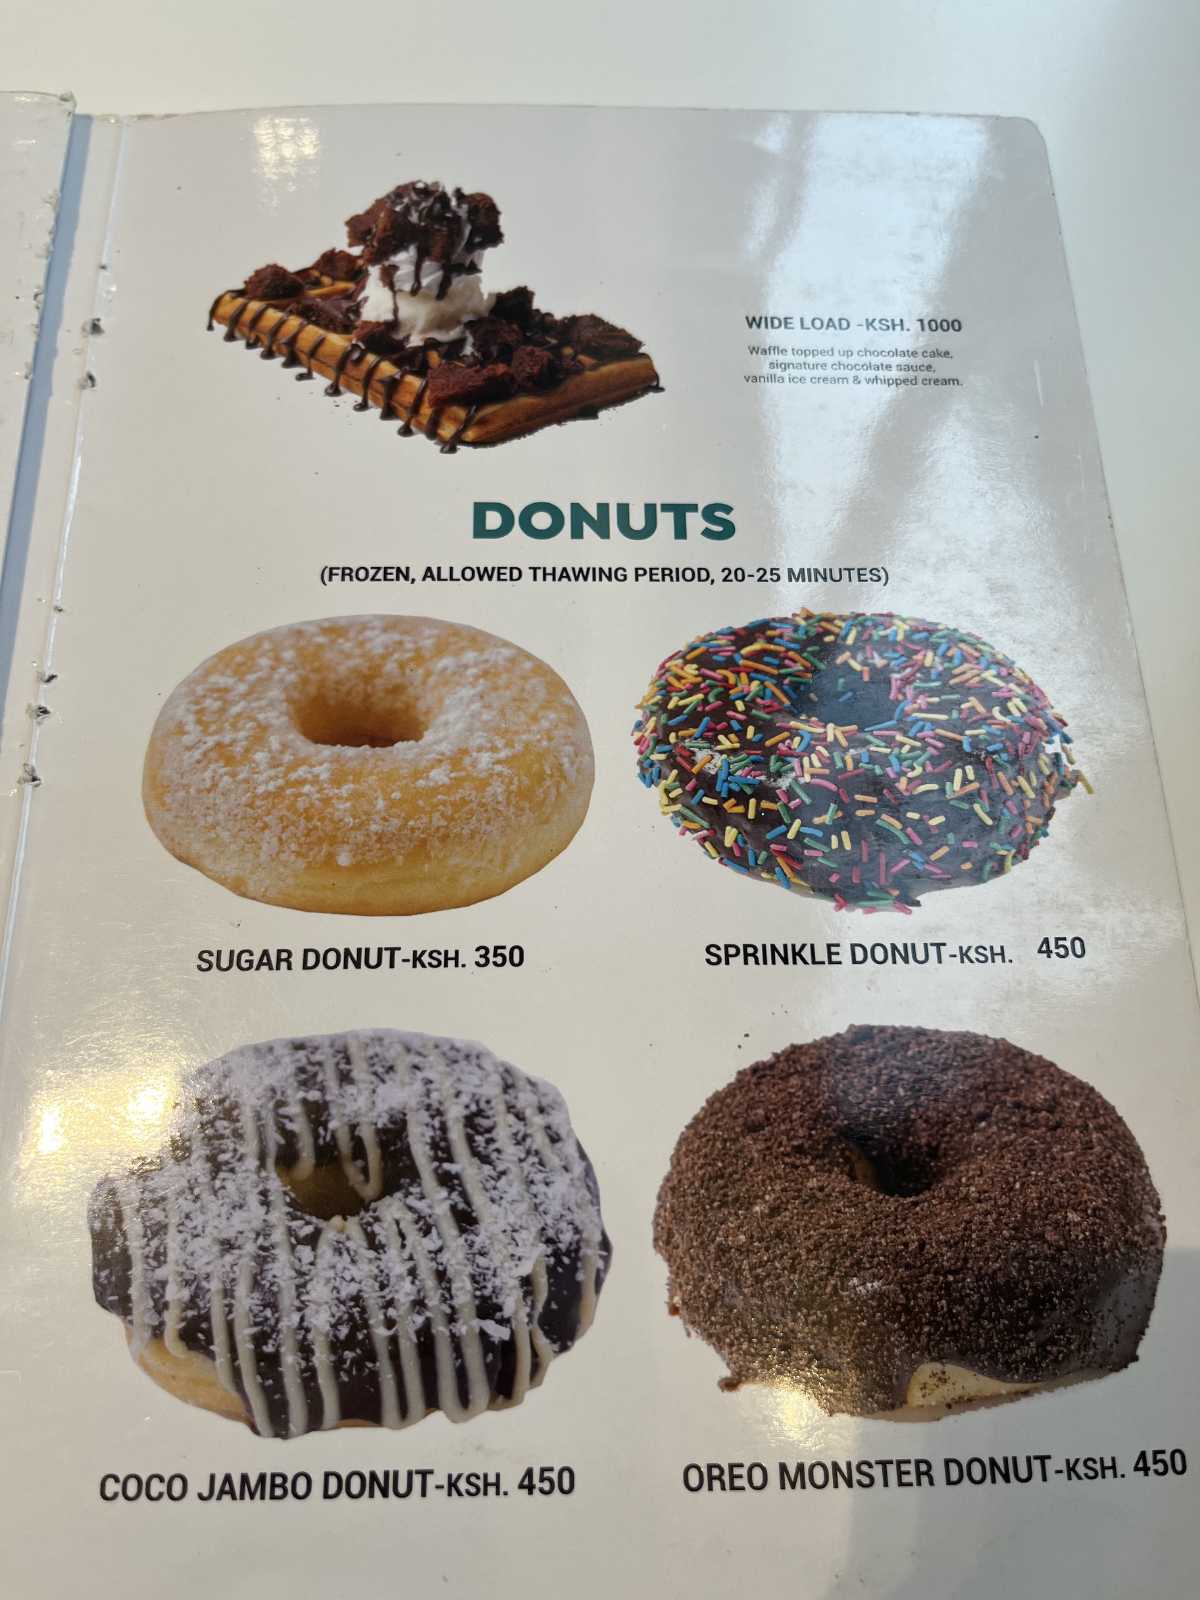 WIDE LOAD -KSH. 1000
Waffle topped up chocolate cake,
signature chocolate sauce,
vanilla ice cream & whipped cream.
DONUTS
(FROZEN, ALLOWED THAWING PERIOD, 20-25 MINUTES)
SUGAR DONUT-KSH. 350
SPRINKLE DONUT-KSH. 450
COCO JAMBO DONUT-KSH. 450
OREO MONSTER DONUT-KSH. 450